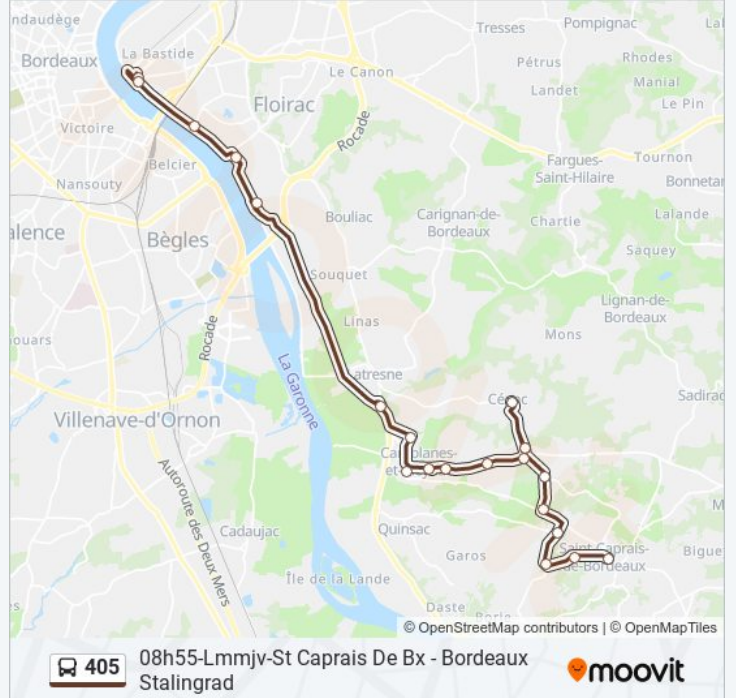 ndaudège
Tresses
Pompignac
Bordeaux
La Bastide
Pétrus
Rhodes
Le Canon
Landet
Manial
Floirac
Le Pin
Victoire
Rocade
Belcier
Fargues-
Saint-Hilaire
Tournon
Nansouty
Bonnetar
Bouliac
Carignan-de-
Bordeaux
Chartie
Lalande
alence
Bègles
Saquey
Souquet
Lignan-de-
Bordeaux
Linas
Mons
ouars
Rocade
La Garonne
atresne
Sadirac
Villenave-d'Ornon
Autoroute des Deux Mers
Cadaujac
Quinsac
Garos
Saint-Caprais-
de-Bordeaux
Bigue
Île de la Lande
Daste
© OpenStreetMap contributors | © OpenMapTiles
405
08h55-Lmmjv-St Caprais De Bx - Bordeaux
Stalingrad
moovit